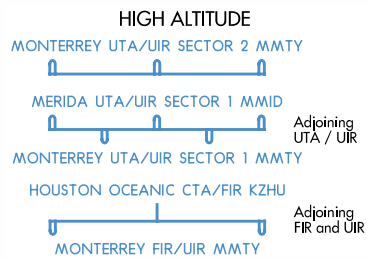 HIGH ALTITUDE
MONTERREY UTA/UIR SECTOR 2 MMTY
MERIDA UTA/UIR SECTOR 1 MMID
Adjoining
UTA / UIR
MONTERREY UTA/UIR SECTOR 1 MMTY
HOUSTON OCEANIC CTA/FIR KZHU
Adjoining
FIR and UIR
MONTERREY FIR/UIR MMTY